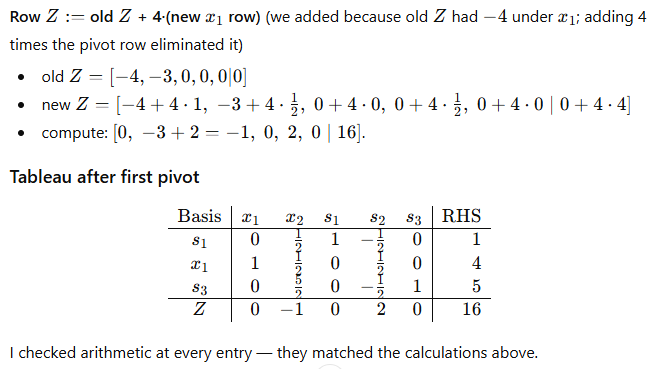 Row Z := old Z + 4·(new x₁ row) (we added because old Z had −4 under x₁; adding 4
times the pivot row eliminated it)
• old Z = [−4, −3, 0, 0, 0|0]
• new Z = [−4 + 4 · 1, −3 + 4 · ½, 0 + 4 · 0, 0 + 4 · ½, 0 + 4 · 0 | 0 + 4 · 4]
• compute: [0, −3 + 2 = −1, 0, 2, 0 | 16].
Tableau after first pivot
Basis | x₁ x₂ s₁ s₂ s₃ | RHS
s₁ | 0 ½ 1 −½ 0 | 1
x₁ | 1 ½ 0 ½ 0 | 4
s₃ | 0 5/2 0 −½ 1 | 5
Z | 0 −1 0 2 0 | 16
I checked arithmetic at every entry — they matched the calculations above.